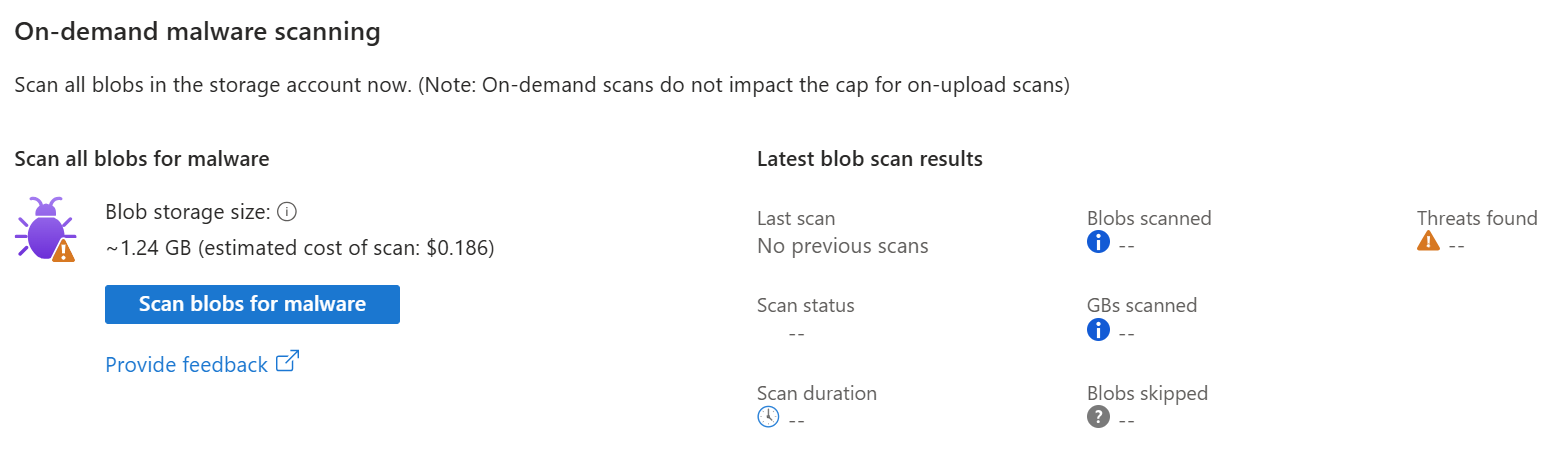 On-demand malware scanning
Scan all blobs in the storage account now. (Note: On-demand scans do not impact the cap for on-upload scans)
Scan all blobs for malware
Blob storage size:
~1.24 GB (estimated cost of scan: $0.186)
Scan blobs for malware
Provide feedback
Latest blob scan results
Last scan
No previous scans
Blobs scanned
--
Threats found
--
Scan status
--
GBs scanned
--
Scan duration
--
Blobs skipped
--